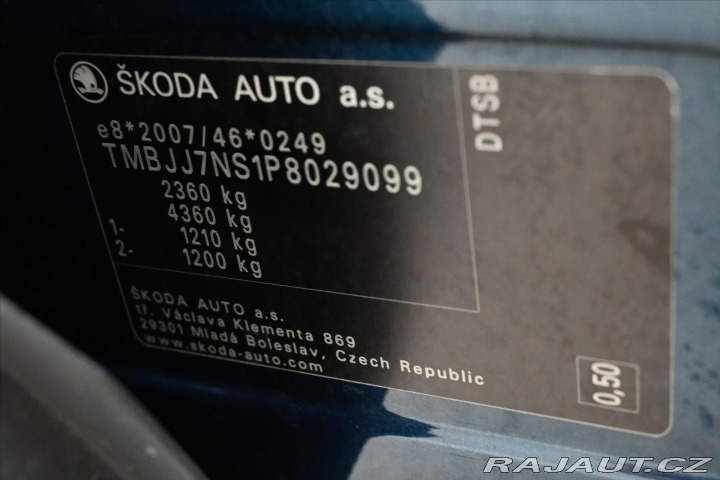 ŠKODA AUTO a.s.
e8*2007/46*0249
TMBJJ7NS1P8029099
2360 kg
4360 kg
1- 1210 kg
2- 1200 kg
DTSB
ŠKODA AUTO a.s.
tř. Václava Klementa 869
29301 Mladá Boleslav, Czech Republic
www.skoda-auto.com
0,50
RAJAUT.CZ